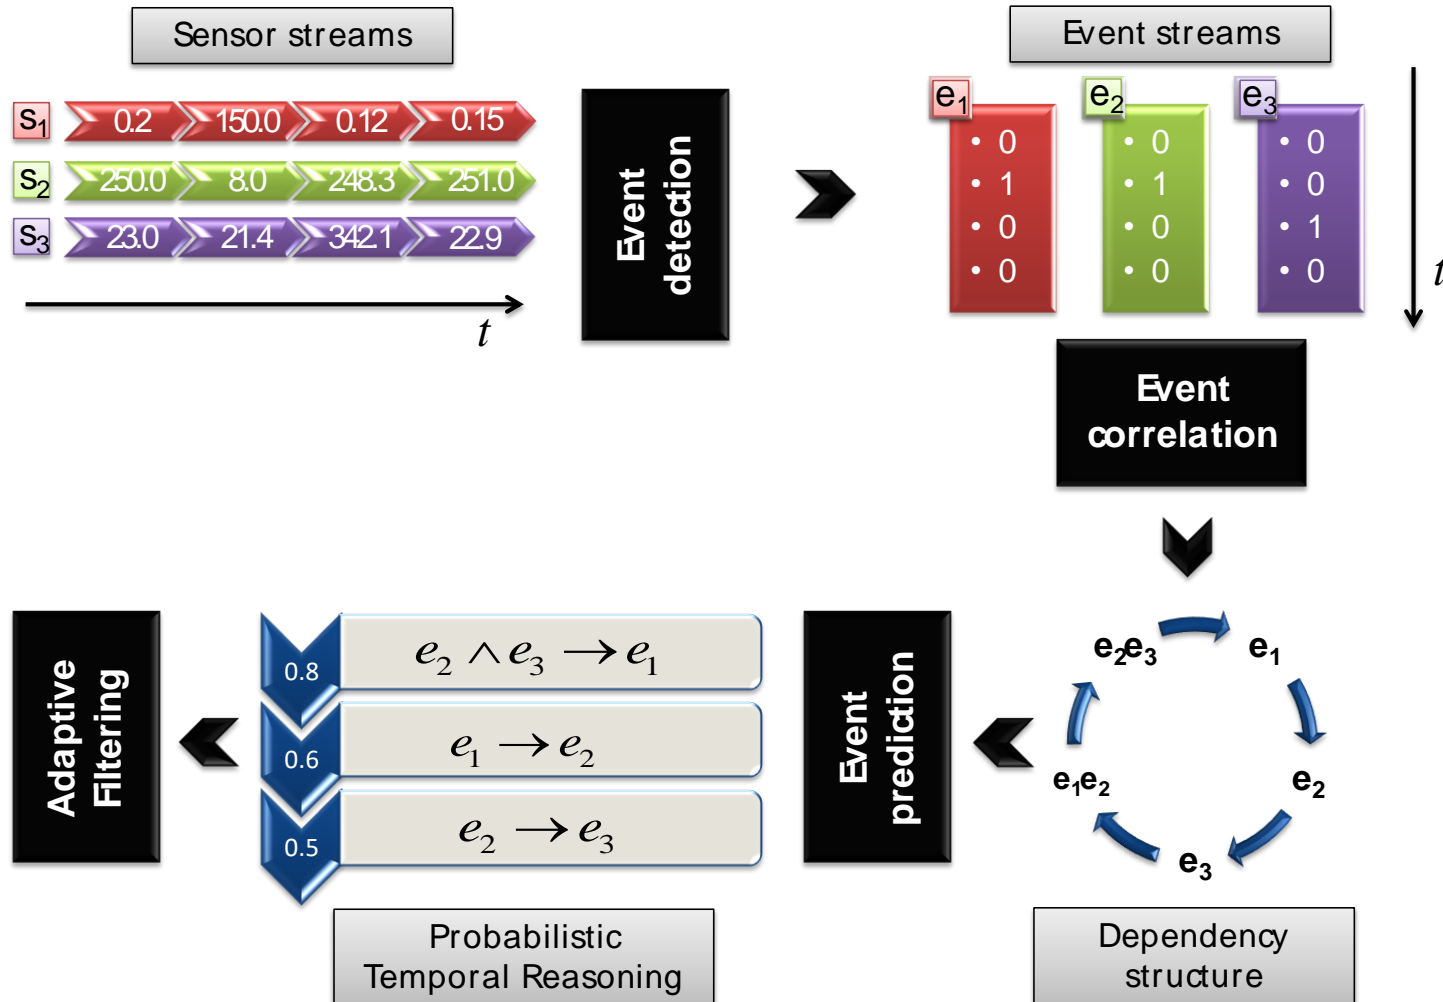 Sensor streams
s1 0.2 150.0 0.12 0.15
s2 250.0 8.0 248.3 251.0
s3 23.0 21.4 342.1 22.9
t
Event
detection
Event streams
e1 e2 e3
• 0 • 0 • 0
• 1 • 1 • 0
• 0 • 0 • 1
• 0 • 0 • 0
t
Event
correlation
e2e3 e1
e1e2 e2
e3
Dependency
structure
Event
prediction
0.8 e2 ∧ e3 → e1
0.6 e1 → e2
0.5 e2 → e3
Probabilistic
Temporal Reasoning
Adaptive
Filtering